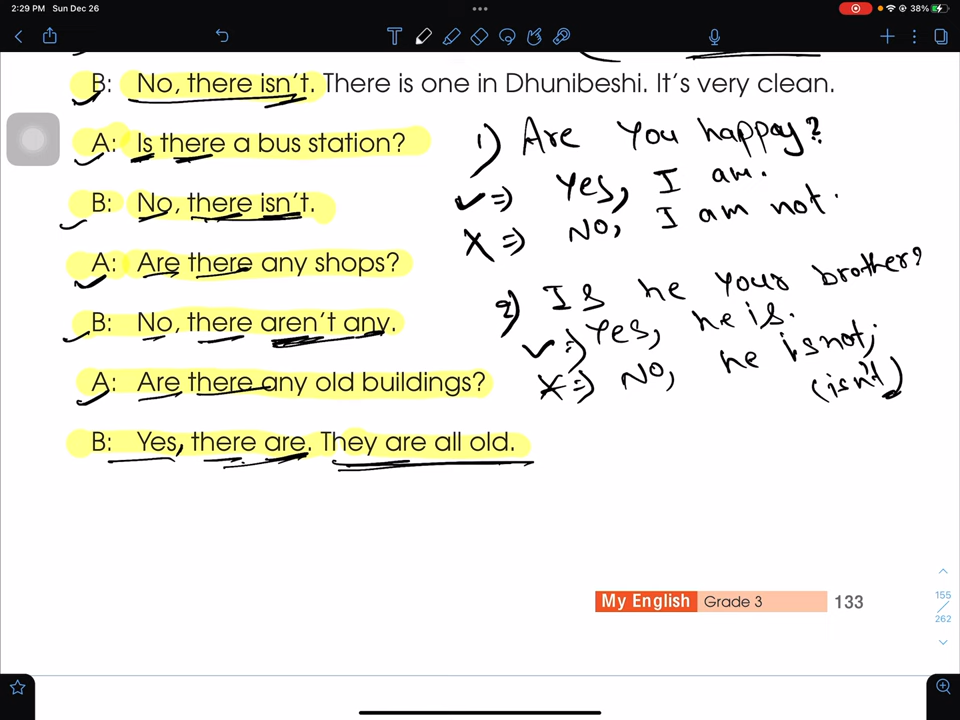 2:29 PM Sun Dec 26
38%
B: No, there isn't. There is one in Dhunibeshi. It's very clean.
A: Is there a bus station?
B: No, there isn't.
A: Are there any shops?
B: No, there aren't any.
A: Are there any old buildings?
B: Yes, there are. They are all old.
1) Are You happay?
=) Yes, I am.
X =) No, I am not.
2) Is he your brother?
=) Yes, he is.
X =) No, he is not,
(isn't)
My English Grade 3 133
155
262